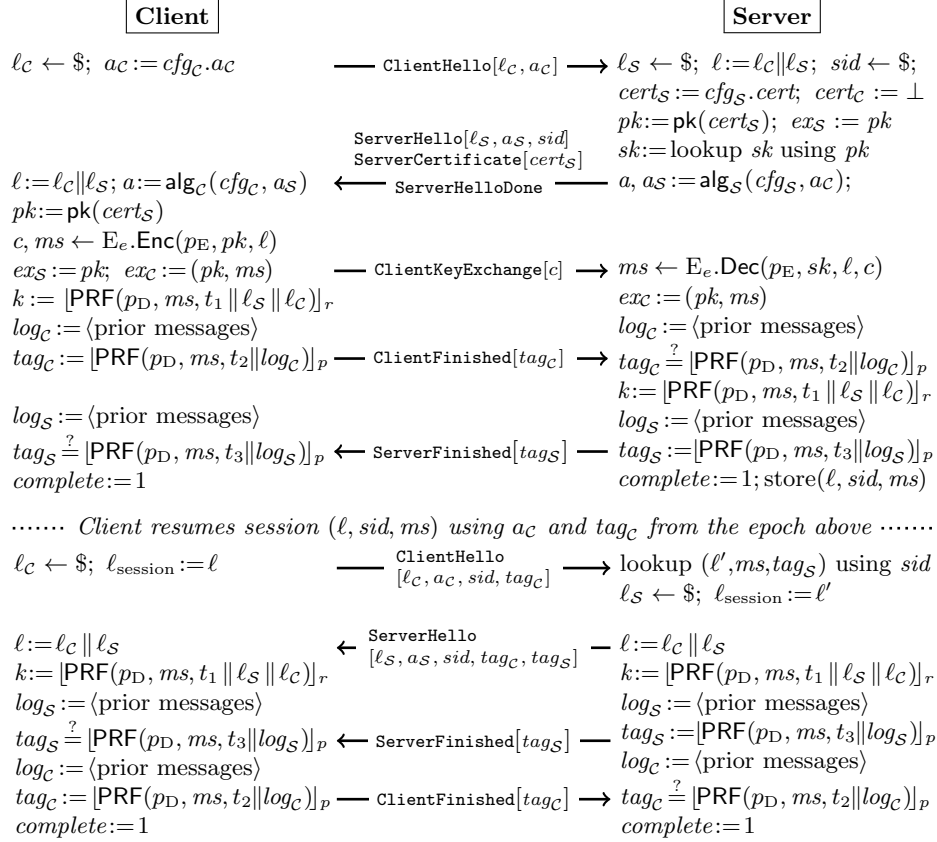 Client Server
ℓ_C ← $; a_C := cfg_C.a_C ClientHello[ℓ_C, a_C] ℓ_S ← $; ℓ := ℓ_C‖ℓ_S; sid ← $;
cert_S := cfg_S.cert; cert_C := ⊥
pk := pk(cert_S); ex_S := pk
ServerHello[ℓ_S, a_S, sid]
ServerCertificate[cert_S] sk := lookup sk using pk
ℓ := ℓ_C‖ℓ_S; a := alg_C(cfg_C, a_S) ServerHelloDone a, a_S := alg_S(cfg_S, a_C);
pk := pk(cert_S)
c, ms ← E_e.Enc(p_E, pk, ℓ)
ex_S := pk; ex_C := (pk, ms) ClientKeyExchange[c] ms ← E_e.Dec(p_E, sk, ℓ, c)
k := ⌊PRF(p_D, ms, t_1 ‖ ℓ_S ‖ ℓ_C)⌋_r ex_C := (pk, ms)
log_C := ⟨prior messages⟩ log_C := ⟨prior messages⟩
tag_C := ⌊PRF(p_D, ms, t_2‖log_C)⌋_p ClientFinished[tag_C] tag_C ≟ ⌊PRF(p_D, ms, t_2‖log_C)⌋_p
k := ⌊PRF(p_D, ms, t_1 ‖ ℓ_S ‖ ℓ_C)⌋_r
log_S := ⟨prior messages⟩ log_S := ⟨prior messages⟩
tag_S ≟ ⌊PRF(p_D, ms, t_3‖log_S)⌋_p ServerFinished[tag_S] tag_S := ⌊PRF(p_D, ms, t_3‖log_S)⌋_p
complete := 1 complete := 1; store(ℓ, sid, ms)
······· Client resumes session (ℓ, sid, ms) using a_C and tag_C from the epoch above ·······
ℓ_C ← $; ℓ_session := ℓ ClientHello lookup (ℓ′,ms,tag_S) using sid
[ℓ_C, a_C, sid, tag_C] ℓ_S ← $; ℓ_session := ℓ′
ℓ := ℓ_C ‖ ℓ_S ServerHello ℓ := ℓ_C ‖ ℓ_S
[ℓ_S, a_S, sid, tag_C, tag_S]
k := ⌊PRF(p_D, ms, t_1 ‖ ℓ_S ‖ ℓ_C)⌋_r k := ⌊PRF(p_D, ms, t_1 ‖ ℓ_S ‖ ℓ_C)⌋_r
log_S := ⟨prior messages⟩ log_S := ⟨prior messages⟩
tag_S ≟ ⌊PRF(p_D, ms, t_3‖log_S)⌋_p ServerFinished[tag_S] tag_S := ⌊PRF(p_D, ms, t_3‖log_S)⌋_p
log_C := ⟨prior messages⟩ log_C := ⟨prior messages⟩
tag_C := ⌊PRF(p_D, ms, t_2‖log_C)⌋_p ClientFinished[tag_C] tag_C ≟ ⌊PRF(p_D, ms, t_2‖log_C)⌋_p
complete := 1 complete := 1